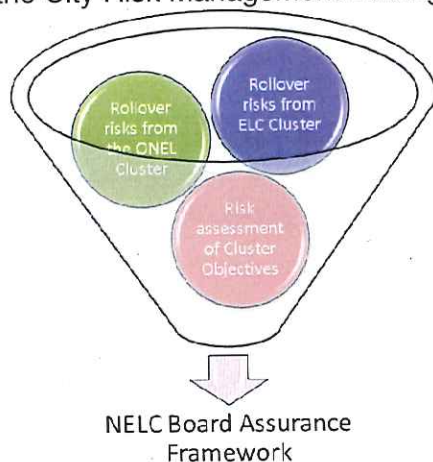 the City Risk Management
Rollover
risks from
the ONEL
Cluster
Rollover
risks from
ELC Cluster
Risk
assessment
of Cluster
Objectives
NELC Board Assurance
Framework